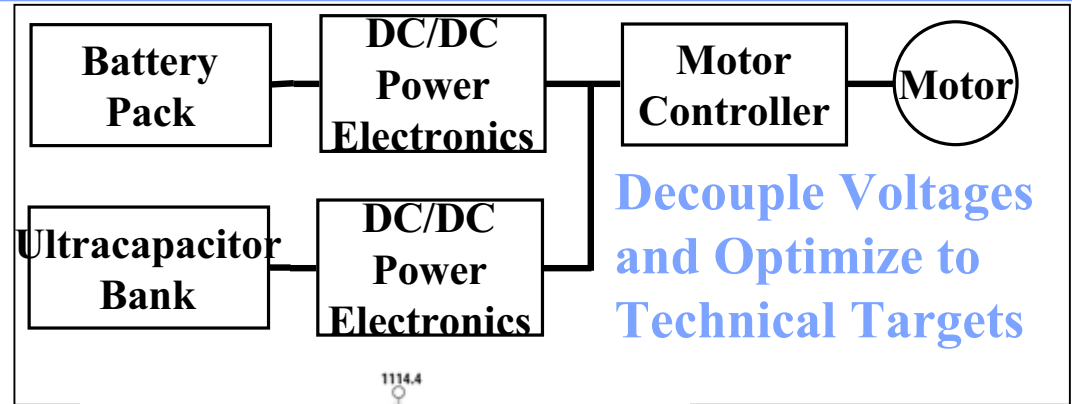 Battery
Pack
DC/DC
Power
Electronics
Motor
Controller
Motor
Ultracapacitor
Bank
DC/DC
Power
Electronics
Decouple Voltages
and Optimize to
Technical Targets
1114.4